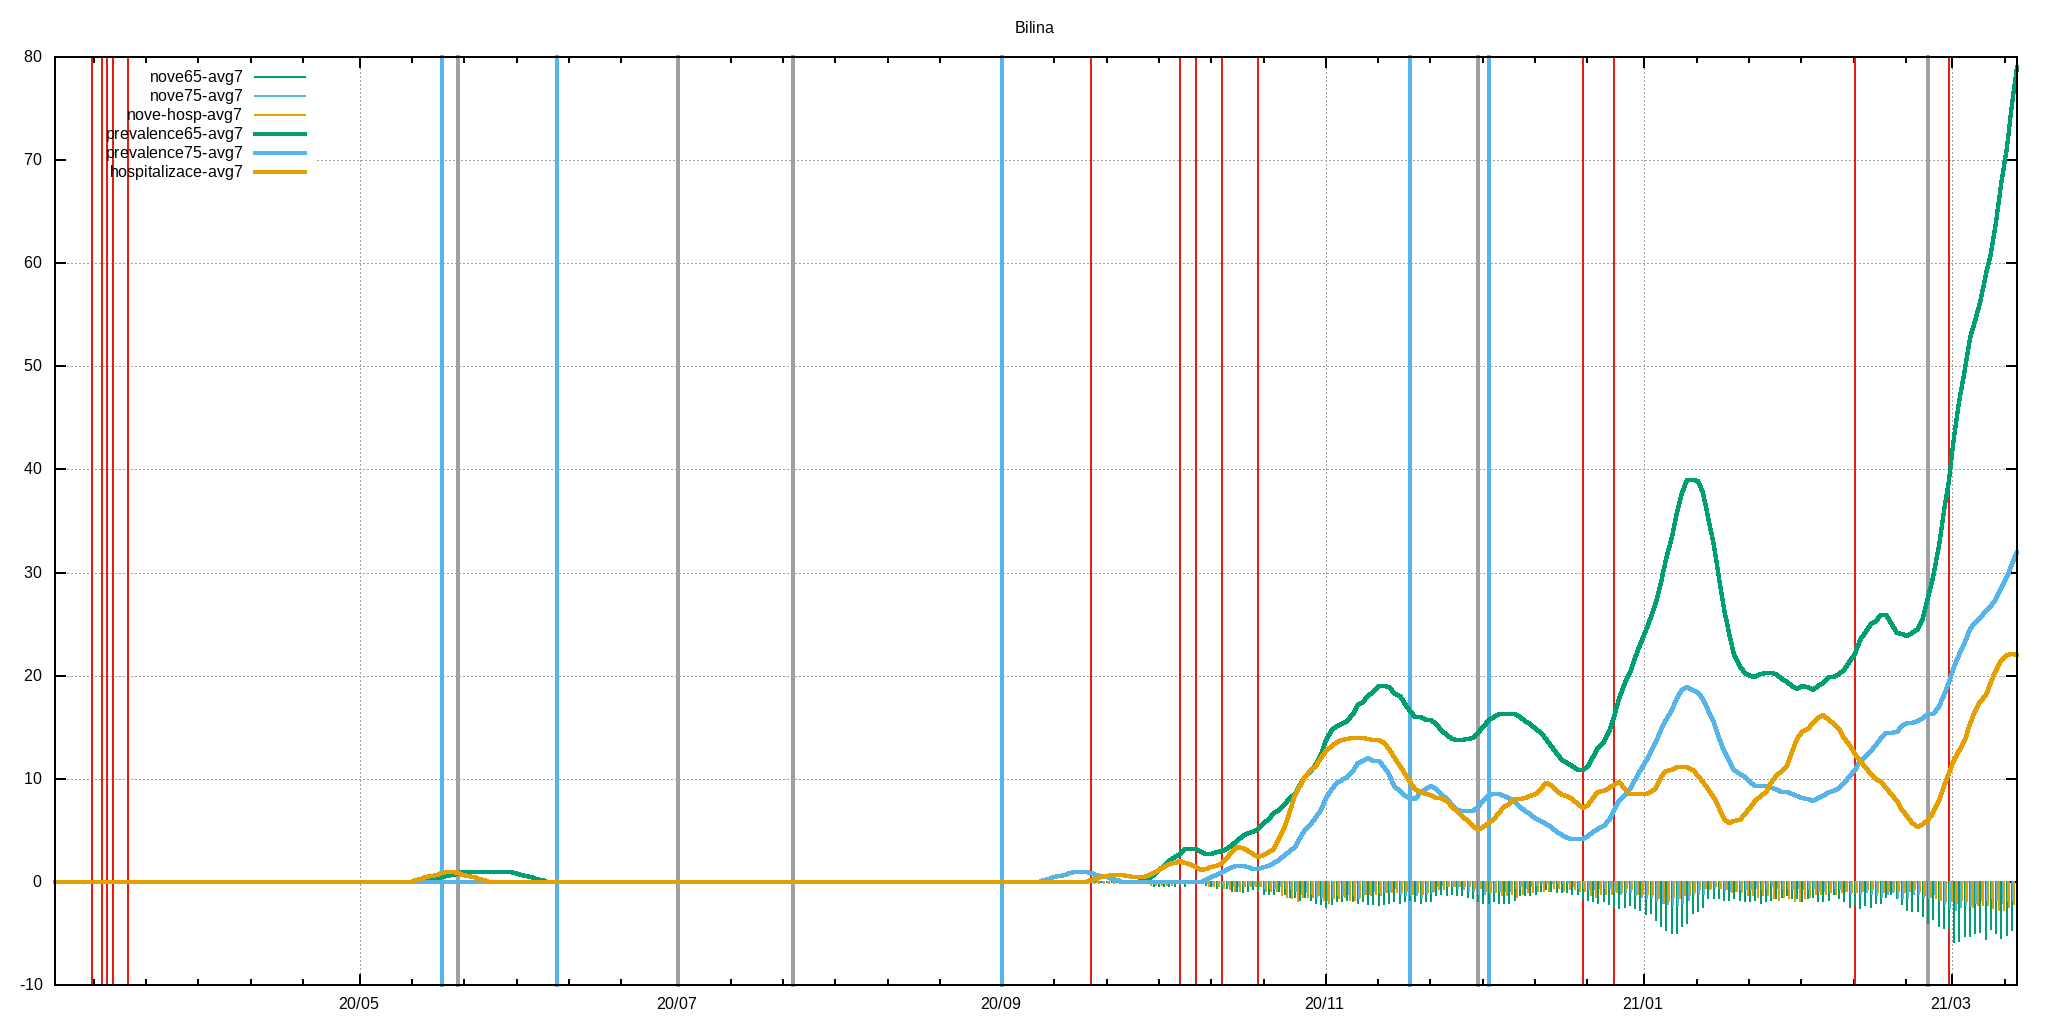 Bilina
80
70
60
50
40
30
20
10
0
-10
nove65-avg7
nove75-avg7
nove-hosp-avg7
prevalence65-avg7
prevalence75-avg7
hospitalizace-avg7
20/05
20/07
20/09
20/11
21/01
21/03